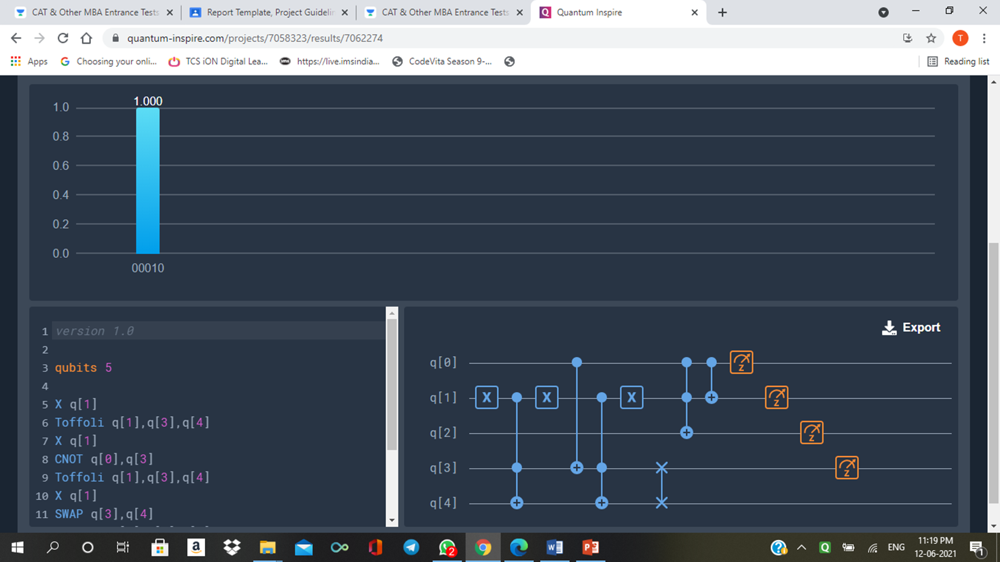 CAT & Other MBA Entrance Tests
Report Template, Project Guidelin
CAT & Other MBA Entrance Tests
Quantum Inspire
quantum-inspire.com/projects/7058323/results/7062274
T
Apps
Choosing your onli...
TCS iON Digital Lea...
https://live.imsindia...
CodeVita Season 9-...
Reading list
1.000
1.0
0.8
0.6
0.4
0.2
0.0
00010
1 version 1.0
2
3 qubits 5
4
5 X q[1]
6 Toffoli q[1],q[3],q[4]
7 X q[1]
8 CNOT q[0],q[3]
9 Toffoli q[1],q[3],q[4]
10 X q[1]
11 SWAP q[3],q[4]
Export
q[0] Z
q[1] X X X Z
q[2] Z
q[3] Z
q[4]
2
ENG
11:19 PM
12-06-2021
1